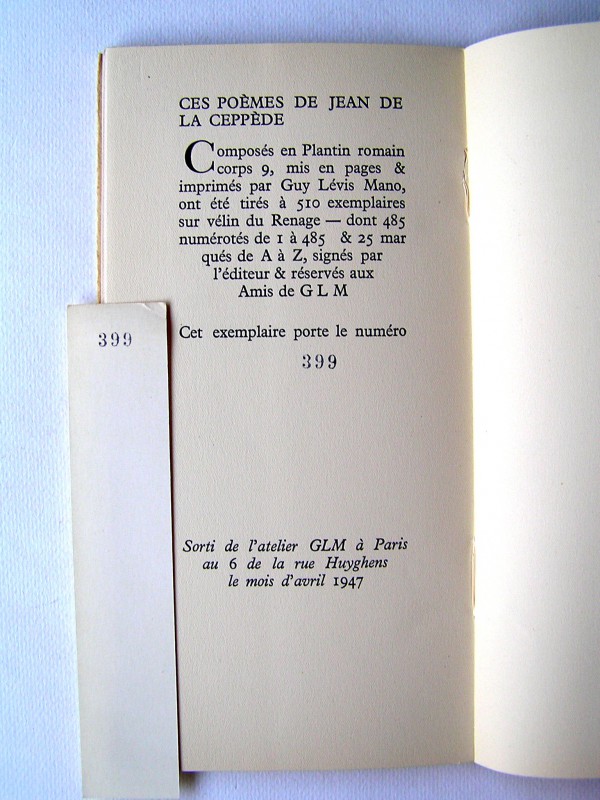 CES POÈMES DE JEAN DE
LA CEPPÈDE
Composés en Plantin romain
corps 9, mis en pages &
imprimés par Guy Lévis Mano,
ont été tirés à 510 exemplaires
sur vélin du Renage — dont 485
numérotés de 1 à 485 & 25 mar
qués de A à Z, signés par
l'éditeur & réservés aux
Amis de G L M
Cet exemplaire porte le numéro
399
399
Sorti de l'atelier GLM à Paris
au 6 de la rue Huyghens
le mois d'avril 1947